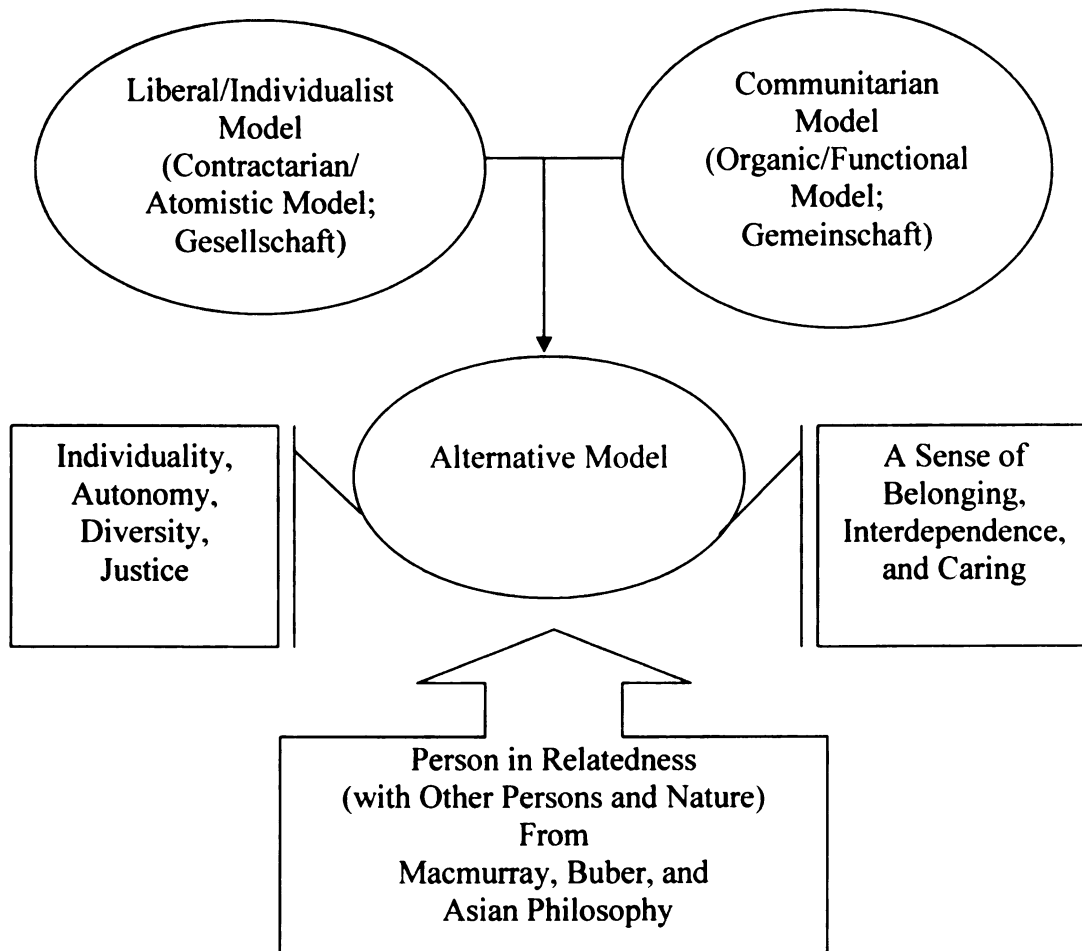 Liberal/Individualist
Model
(Contractarian/
Atomistic Model;
Gesellschaft)
Communitarian
Model
(Organic/Functional
Model;
Gemeinschaft)
Individuality,
Autonomy,
Diversity,
Justice
Alternative Model
A Sense of
Belonging,
Interdependence,
and Caring
Person in Relatedness
(with Other Persons and Nature)
From
Macmurray, Buber, and
Asian Philosophy